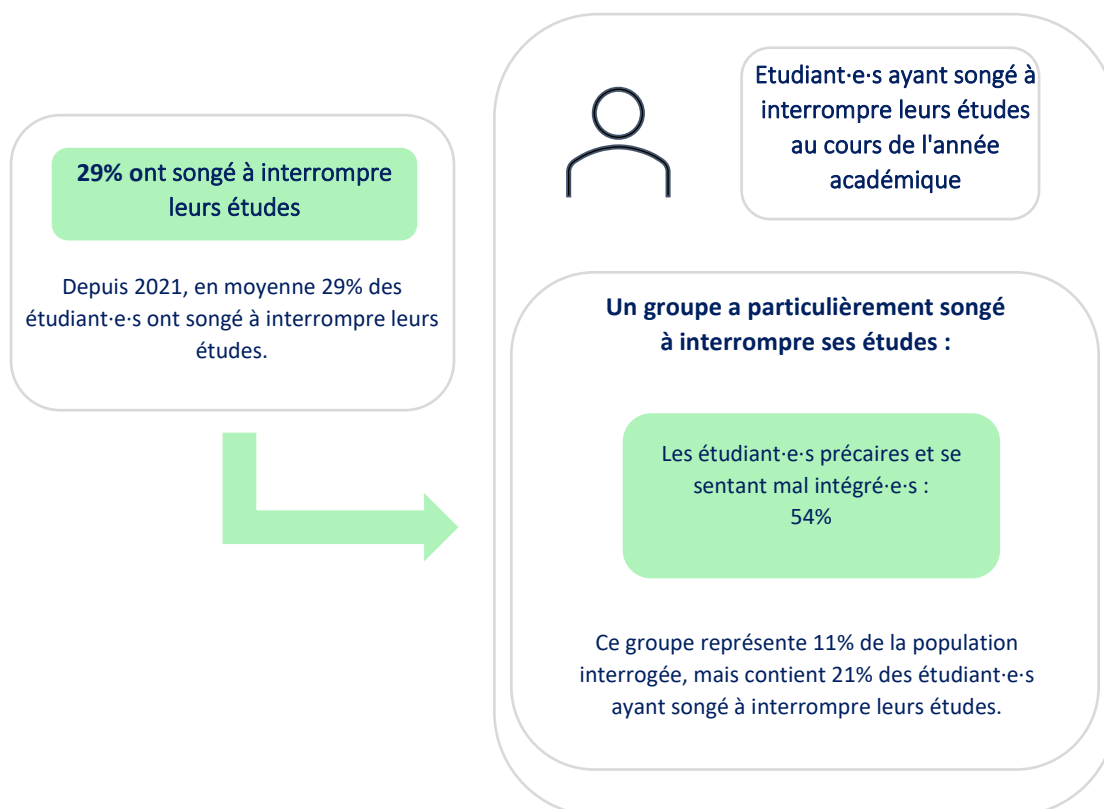 29% ont songé à interrompre
leurs études
Depuis 2021, en moyenne 29% des
étudiant·e·s ont songé à interrompre leurs
études.
Etudiant·e·s ayant songé à
interrompre leurs études
au cours de l'année
académique
Un groupe a particulièrement songé
à interrompre ses études :
Les étudiant·e·s précaires et se
sentant mal intégré·e·s :
54%
Ce groupe représente 11% de la population
interrogée, mais contient 21% des étudiant·e·s
ayant songé à interrompre leurs études.